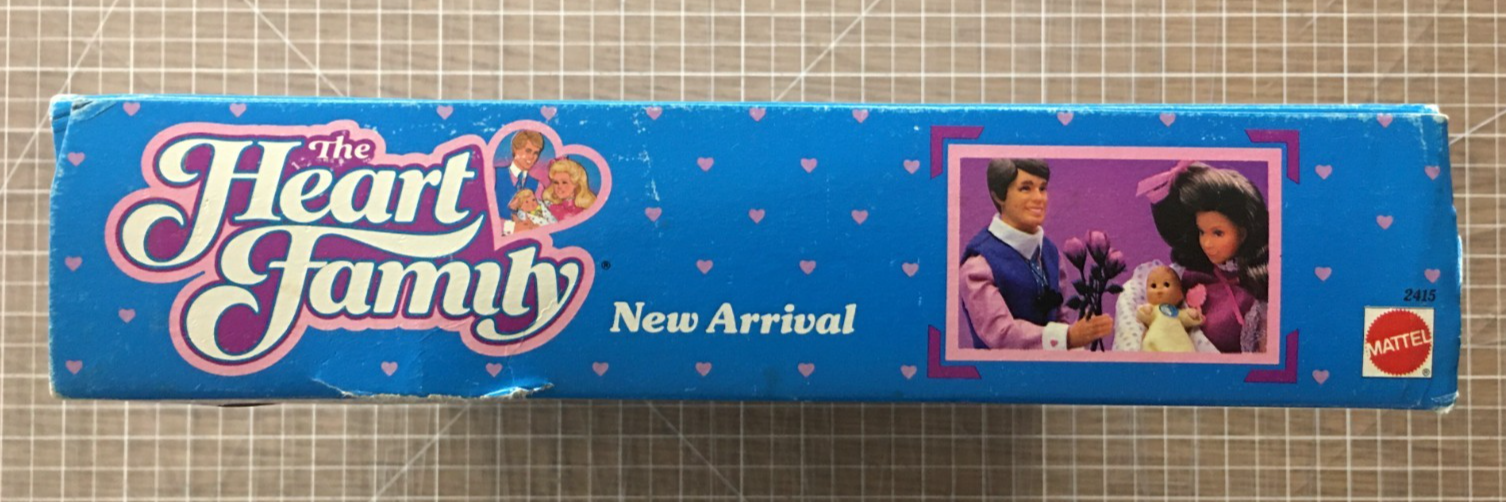 The
Heart
Family®
New Arrival
2415
MATTEL®